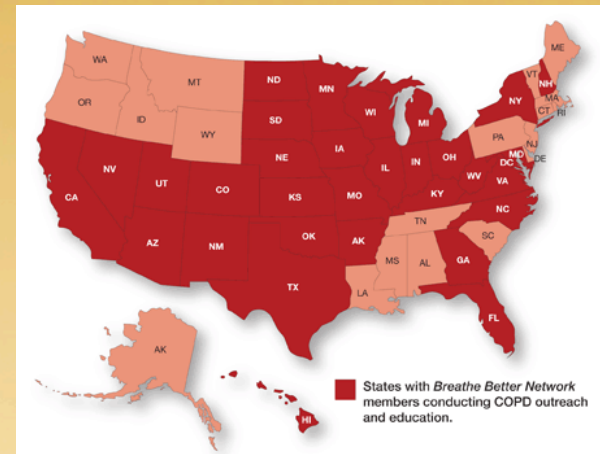 WA
MT
ND
MN
ME
VT
NH
OR
ID
SD
WI
MI
NY
MA
CT
RI
WY
NE
IA
PA
NJ
NV
UT
CO
IL
IN
OH
MD
DE
DC
CA
KS
MO
KY
WV
VA
AZ
NM
OK
AK
TN
NC
SC
TX
LA
MS
AL
GA
FL
AK
HI
States with Breathe Better Network
members conducting COPD outreach
and education.